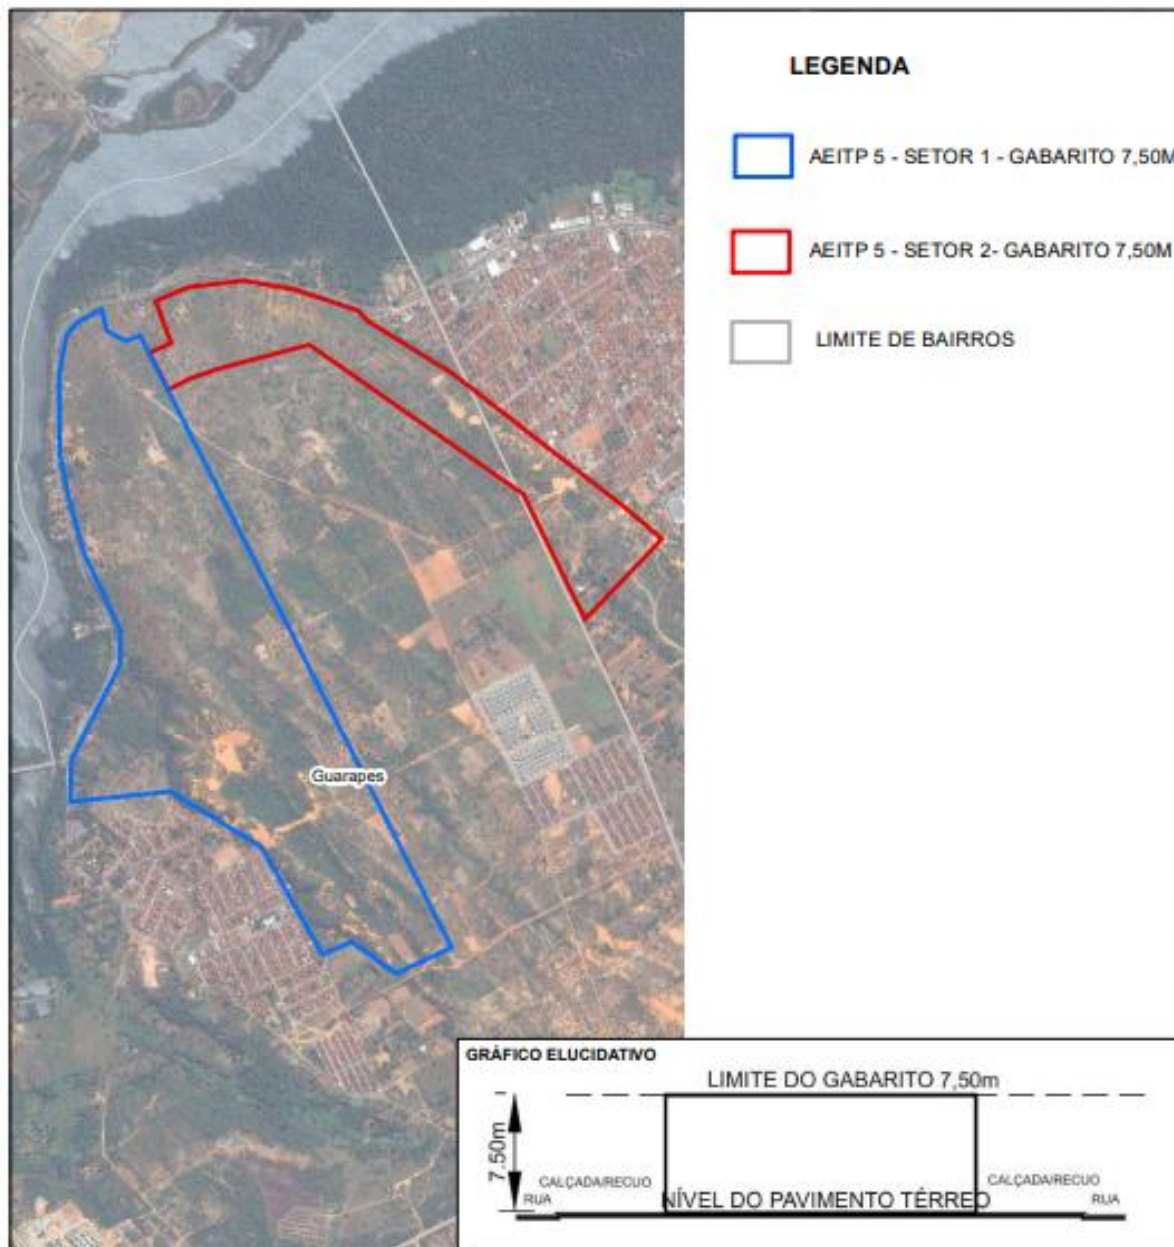 LEGENDA
AEITP 5 - SETOR 1 - GABARITO 7,50M
AEITP 5 - SETOR 2- GABARITO 7,50M
LIMITE DE BAIRROS
Guarapes
GRÁFICO ELUCIDATIVO
LIMITE DO GABARITO 7,50m
7.50m
CALÇADA/RECUO
CALÇADA/RECUO
RUA
NÍVEL DO PAVIMENTO TÉRREO
RUA